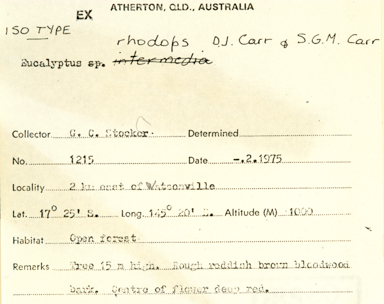 ATHERTON, QLD., AUSTRALIA
EX
ISO TYPE
rhodops D.J. Carr & S.G.M. Carr
Eucalyptus sp. intermedia
Collector G. C. Stocker. Determined
No. 1215 Date -.2.1975
Locality 2 km east of Watsonville
Lat. 17° 25' S. Long. 145° 20' E. Altitude (M) 1000
Habitat Open forest
Remarks Tree 15 m high. Rough reddish brown bloodwood
bark. Centre of flower deep red.